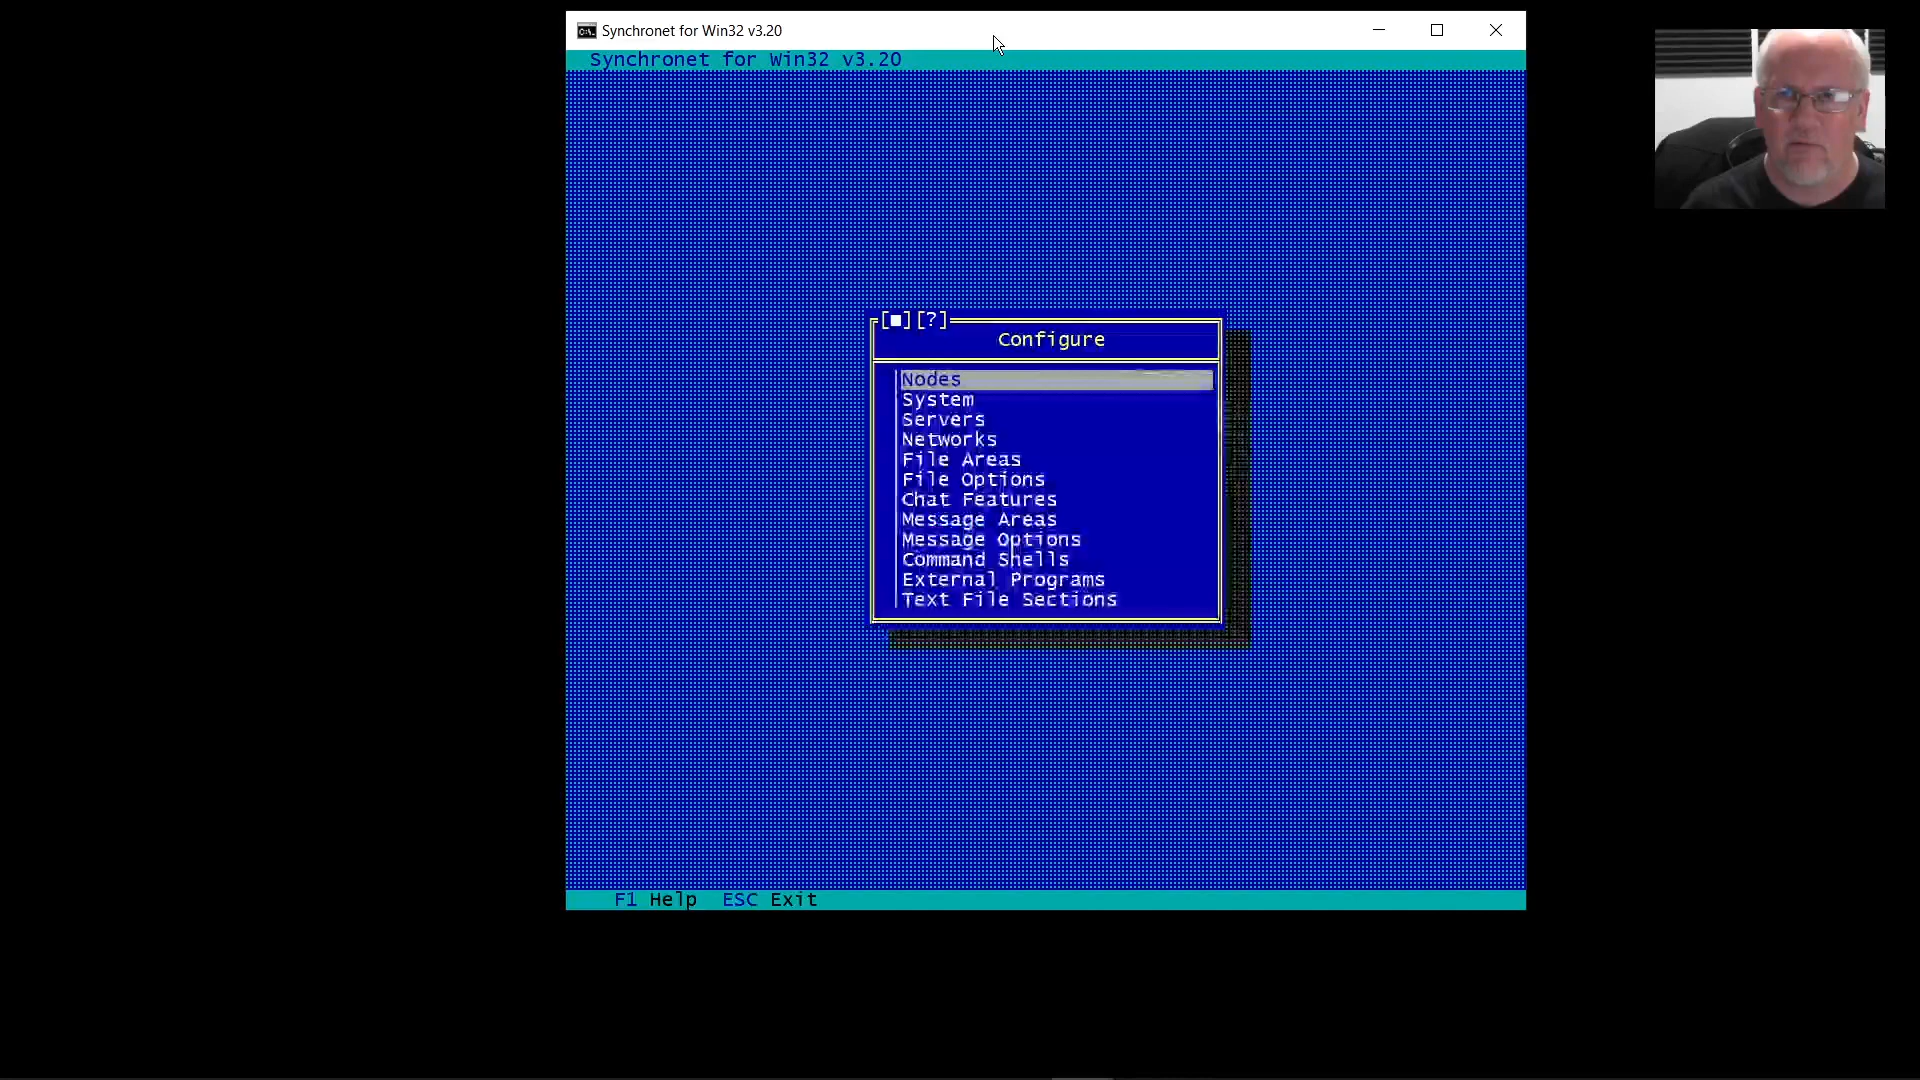 Synchronet for Win32 v3.20
Synchronet for Win32 v3.20
[■][?]
Configure
Nodes
System
Servers
Networks
File Areas
File Options
Chat Features
Message Areas
Message Options
Command Shells
External Programs
Text File Sections
F1 Help ESC Exit